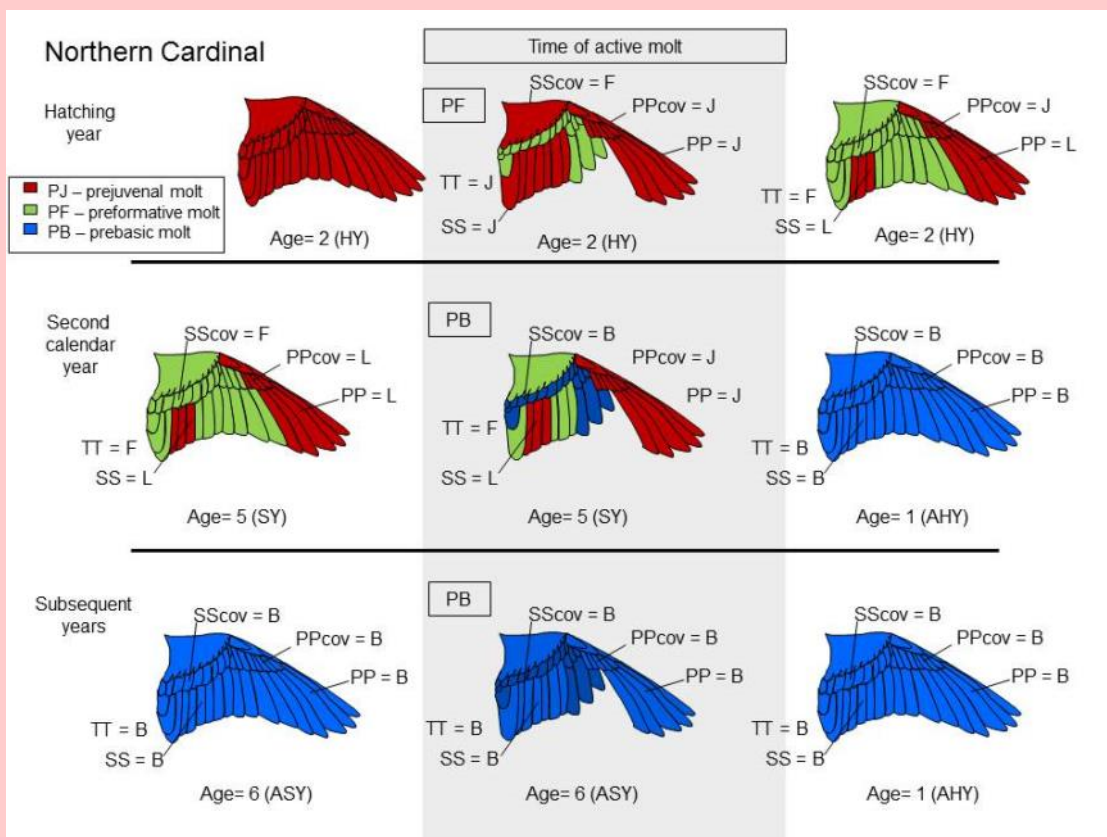 Northern Cardinal
Time of active molt
Hatching
year
PJ – prejuvenal molt
PF – preformative molt
PB – prebasic molt
Age= 2 (HY)
PF
SScov = F
PPcov = J
PP = J
TT = J
SS = J
Age= 2 (HY)
SScov = F
PPcov = J
PP = L
TT = F
SS = L
Age= 2 (HY)
Second
calendar
year
SScov = F
PPcov = L
PP = L
TT = F
SS = L
Age= 5 (SY)
PB
SScov = B
PPcov = J
PP = J
TT = F
SS = L
Age= 5 (SY)
SScov = B
PPcov = B
PP = B
TT = B
SS = B
Age= 1 (AHY)
Subsequent
years
SScov = B
PPcov = B
PP = B
TT = B
SS = B
Age= 6 (ASY)
PB
SScov = B
PPcov = B
PP = B
TT = B
SS = B
Age= 6 (ASY)
SScov = B
PPcov = B
PP = B
TT = B
SS = B
Age= 1 (AHY)